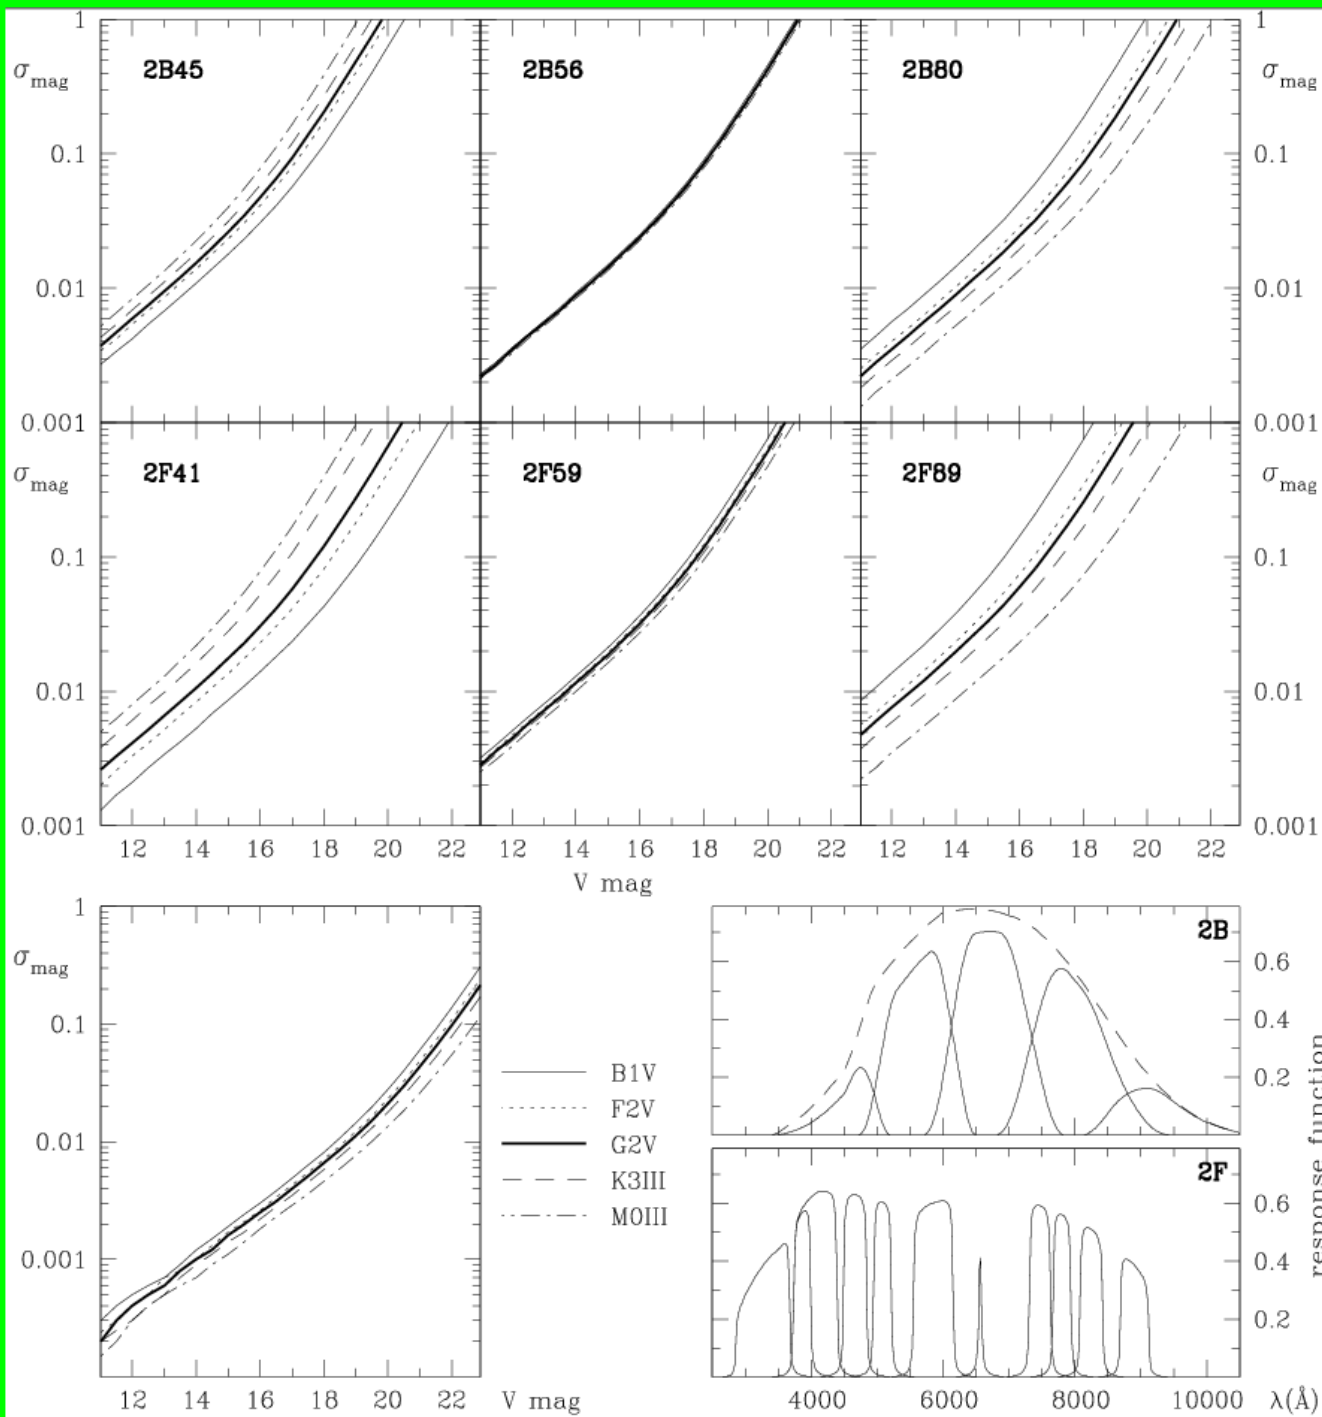 1 1
σmag 2B45 2B56 2B80 σmag
0.1 0.1
0.01 0.01
0.001 0.001
σmag 2F41 2F59 2F89 σmag
0.1 0.1
0.01 0.01
0.001 0.001
12 14 16 18 20 22 12 14 16 18 20 22 12 14 16 18 20 22
V mag
1
σmag
0.1
0.01
0.001
12 14 16 18 20 22
V mag
B1V
F2V
G2V
K3III
M0III
2B
0.6
0.4
0.2
2F
0.6
0.4
0.2
response function
4000 6000 8000 10000 λ(Å)